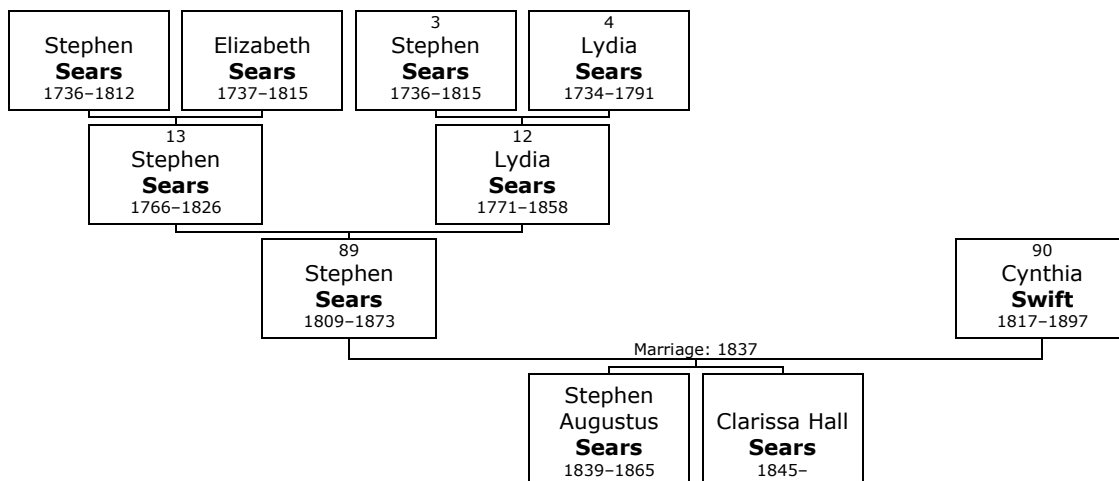 Stephen
Sears
1736–1812
Elizabeth
Sears
1737–1815
3
Stephen
Sears
1736–1815
4
Lydia
Sears
1734–1791
13
Stephen
Sears
1766–1826
12
Lydia
Sears
1771–1858
89
Stephen
Sears
1809–1873
90
Cynthia
Swift
1817–1897
Marriage: 1837
Stephen
Augustus
Sears
1839–1865
Clarissa Hall
Sears
1845–